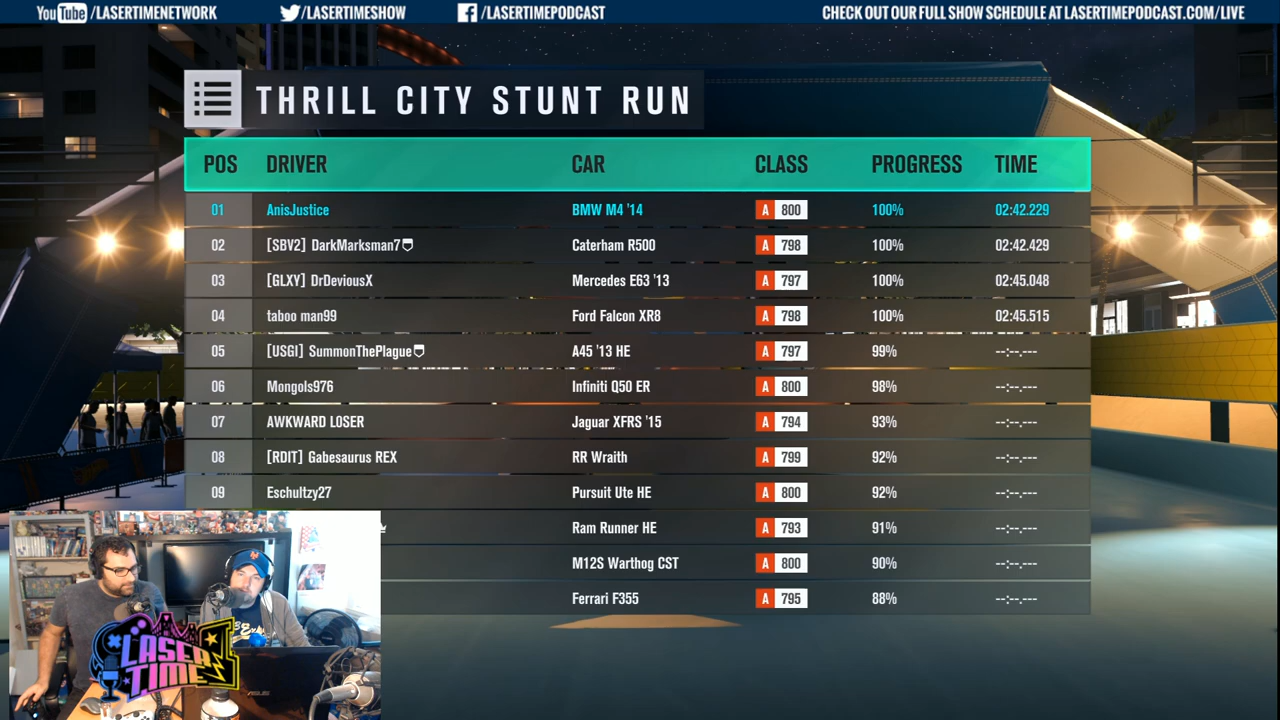 YouTube /LASERTIMENETWORK /LASERTIMESHOW /LASERTIMEPODCAST CHECK OUT OUR FULL SHOW SCHEDULE AT LASERTIMEPODCAST.COM/LIVE
THRILL CITY STUNT RUN
POS DRIVER CAR CLASS PROGRESS TIME
01 AnisJustice BMW M4 '14 A 800 100% 02:42.229
02 [SBV2] DarkMarksman7 Caterham R500 A 798 100% 02:42.429
03 [GLXY] DrDeviousX Mercedes E63 '13 A 797 100% 02:45.048
04 taboo man99 Ford Falcon XR8 A 798 100% 02:45.515
05 [USGI] SummonThePlague A45 '13 HE A 797 99% --:--.---
06 Mongols976 Infiniti Q50 ER A 800 98% --:--.---
07 AWKWARD LOSER Jaguar XFRS '15 A 794 93% --:--.---
08 [RDIT] Gabesaurus REX RR Wraith A 799 92% --:--.---
09 Eschultzy27 Pursuit Ute HE A 800 92% --:--.---
Ram Runner HE A 793 91% --:--.---
M12S Warthog CST A 800 90% --:--.---
Ferrari F355 A 795 88% --:--.---
LASER
TIME
ASUS